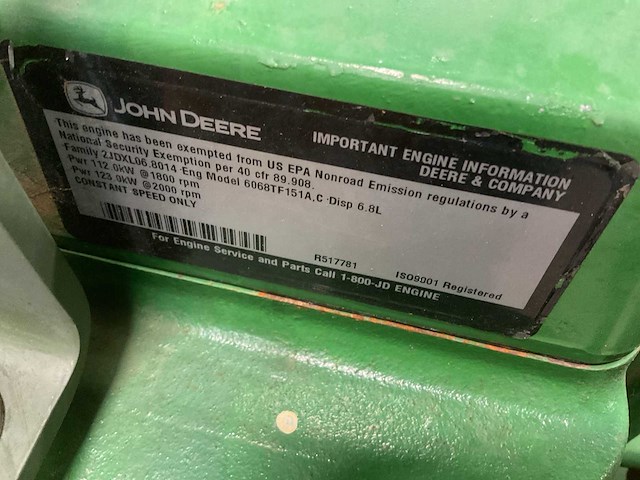 JOHN DEERE
IMPORTANT ENGINE INFORMATION
DEERE & COMPANY
This engine has been exempted from US EPA Nonroad Emission regulations by a
National Security Exemption per 40 cfr 89.908.
Family 2JDXL06.8014 Eng Model 6068TF151A,C Disp 6.8L
Pwr 112.0kW @1800 rpm
Pwr 123.9kW @2000 rpm
CONSTANT SPEED ONLY
R517781
ISO9001 Registered
For Engine Service and Parts Call 1-800-JD ENGINE